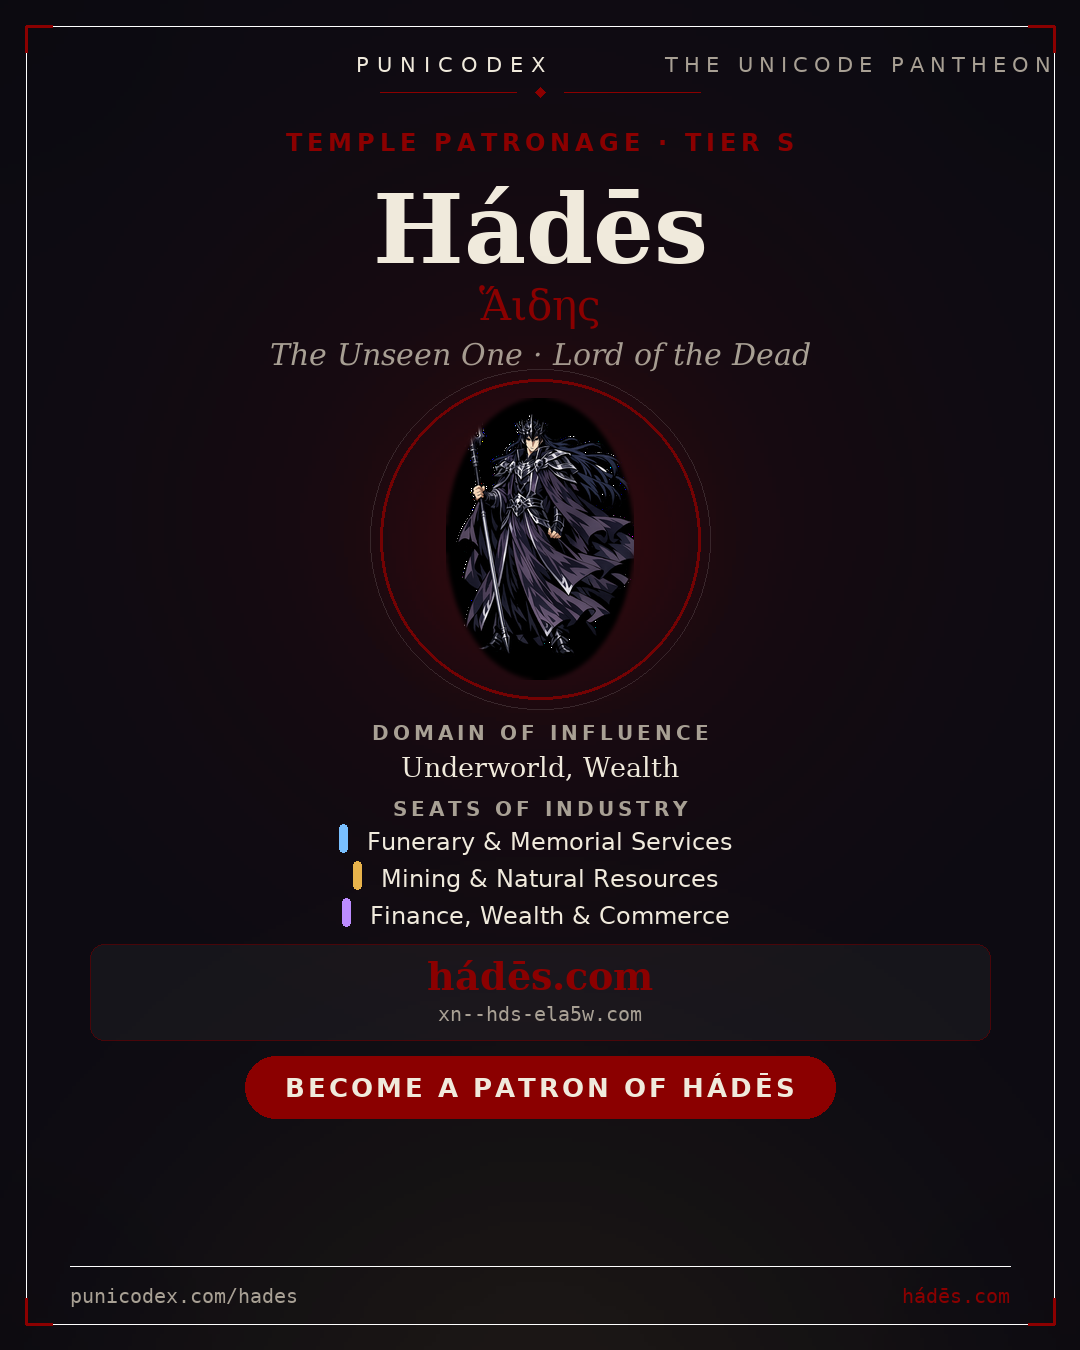 PUNICODEX THE UNICODE PANTHEON
TEMPLE PATRONAGE · TIER S
Hádēs
Ἅιδης
The Unseen One · Lord of the Dead
DOMAIN OF INFLUENCE
Underworld, Wealth
SEATS OF INDUSTRY
Funerary & Memorial Services
Mining & Natural Resources
Finance, Wealth & Commerce
hádēs.com
xn--hds-ela5w.com
BECOME A PATRON OF HÁDĒS
punicodex.com/hades hádēs.com